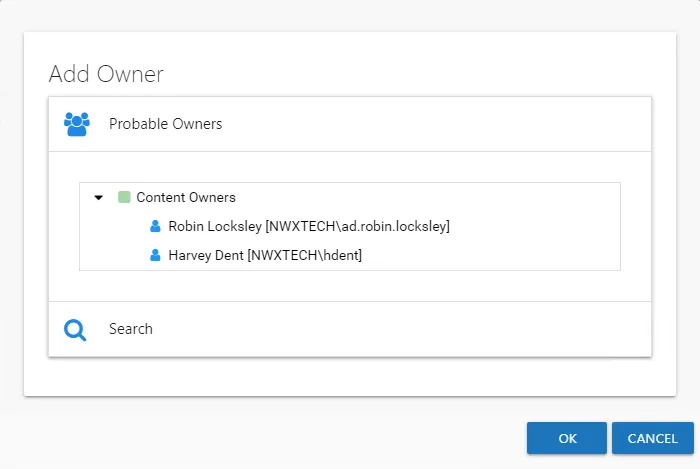 Add Owner
Probable Owners
Content Owners
Robin Locksley [NWXTECH\ad.robin.locksley]
Harvey Dent [NWXTECH\hdent]
Search
OK CANCEL